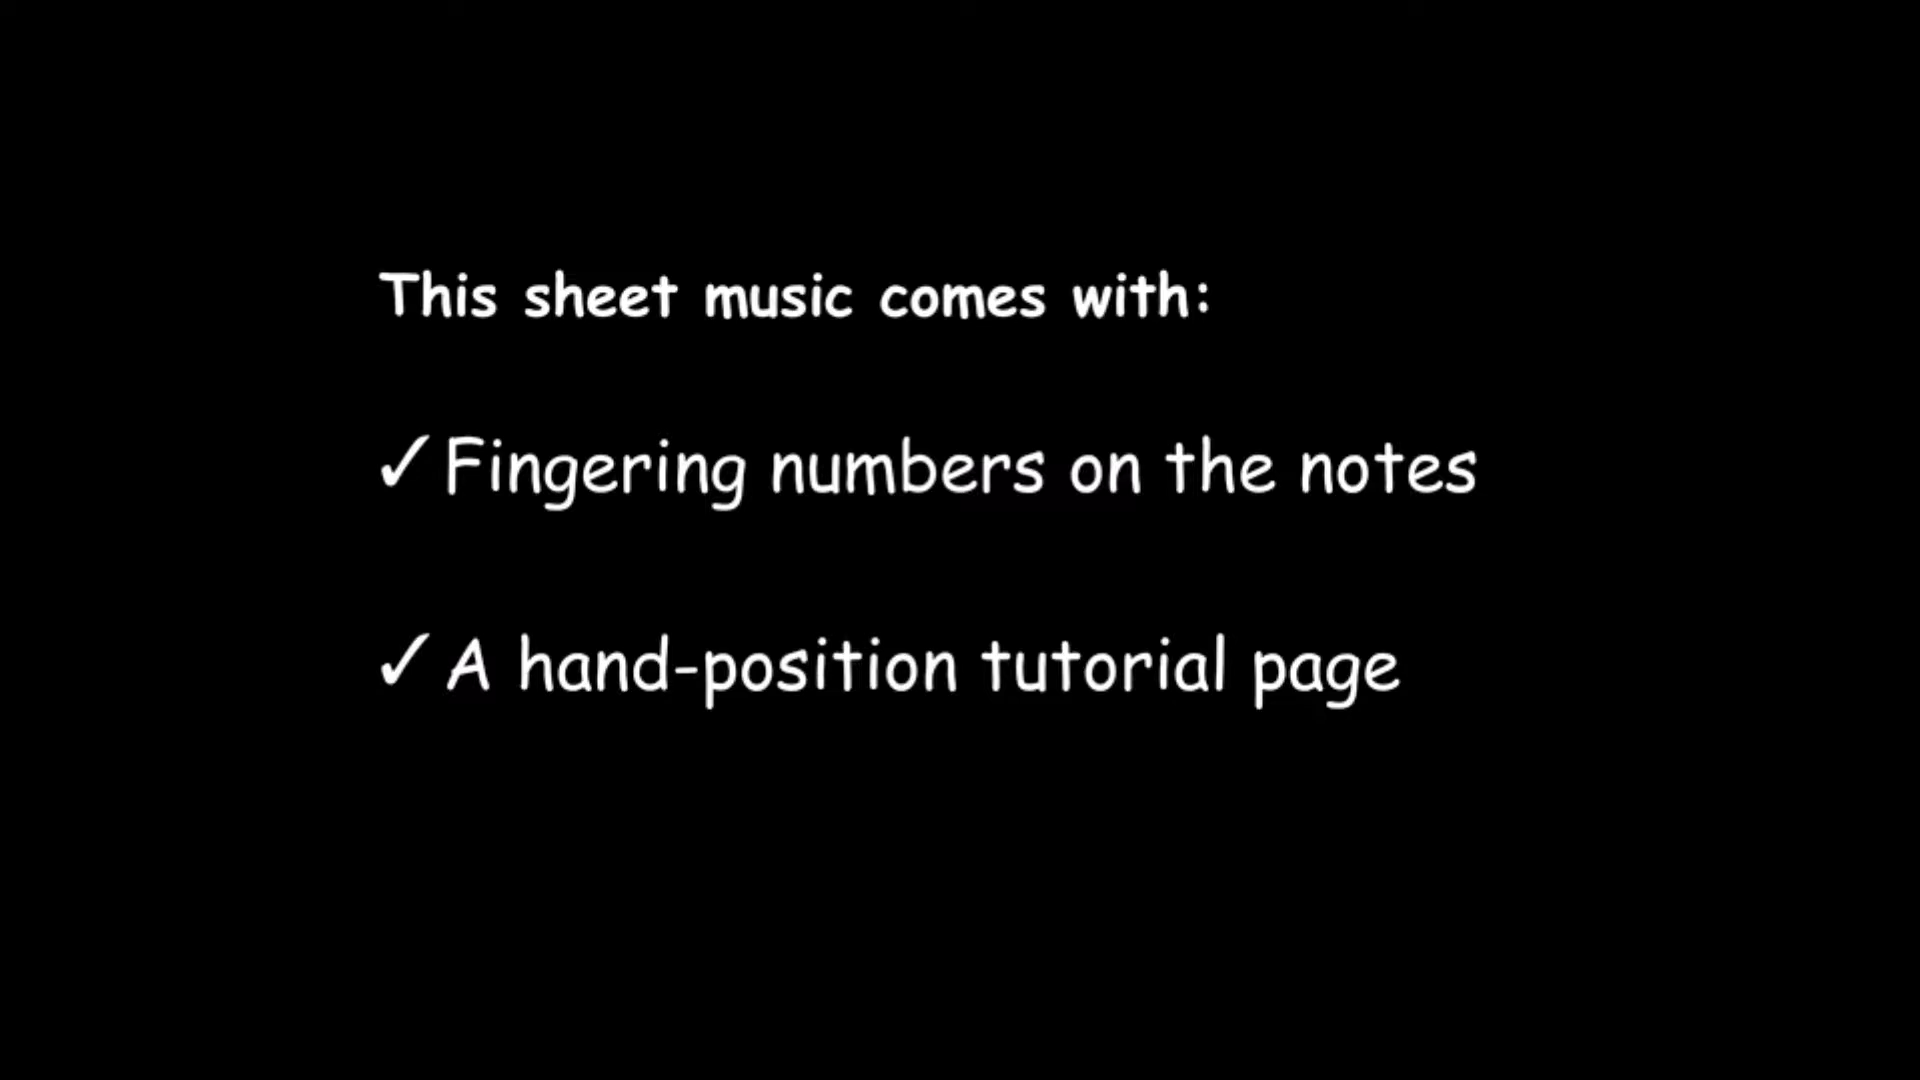 This sheet music comes with:
✓ Fingering numbers on the notes
✓ A hand-position tutorial page